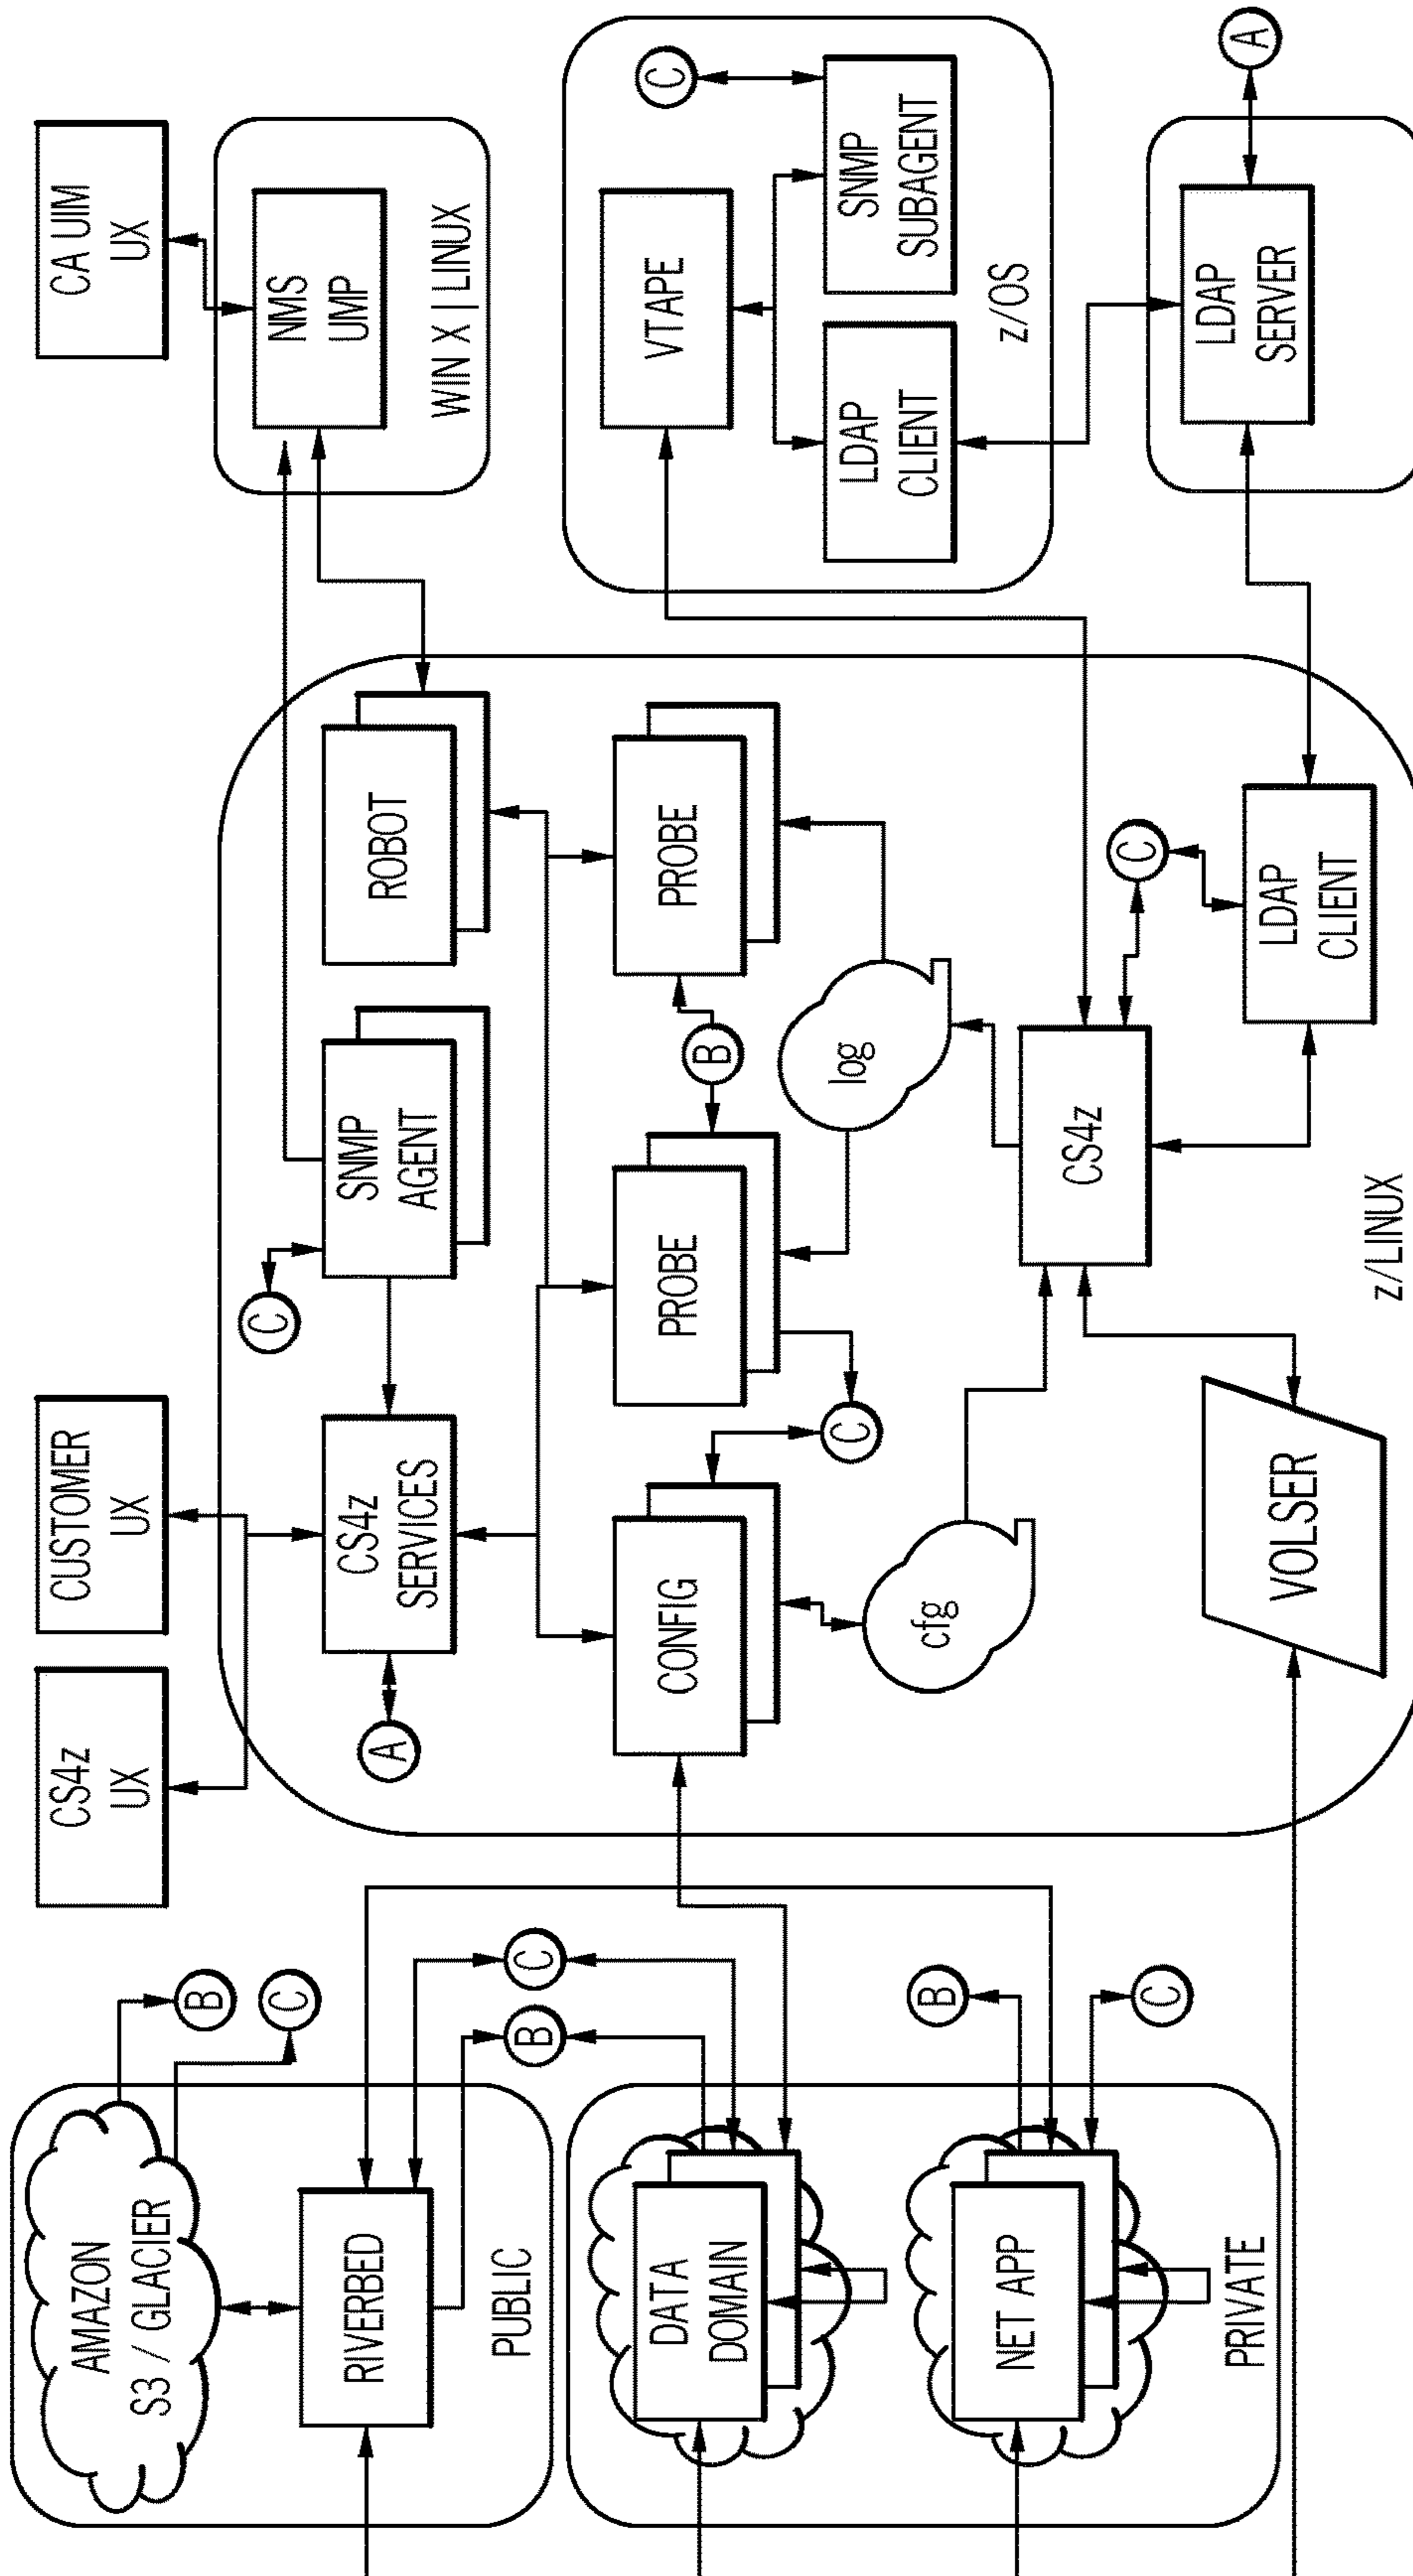 AMAZON
S3 / GLACIER
CS4z
UX
CUSTOMER
UX
CA UIM
UX
B
C
C
NMS
UMP
RIVERBED
A
CS4z
SERVICES
SNMP
AGENT
ROBOT
WIN X | LINUX
PUBLIC
B
C
DATA
DOMAIN
CONFIG
PROBE
B
PROBE
VTAPE
C
C
log
LDAP
CLIENT
SNMP
SUBAGENT
B
cfg
z/OS
NET APP
C
CS4z
C
PRIVATE
VOLSER
LDAP
CLIENT
LDAP
SERVER
A
z/LINUX